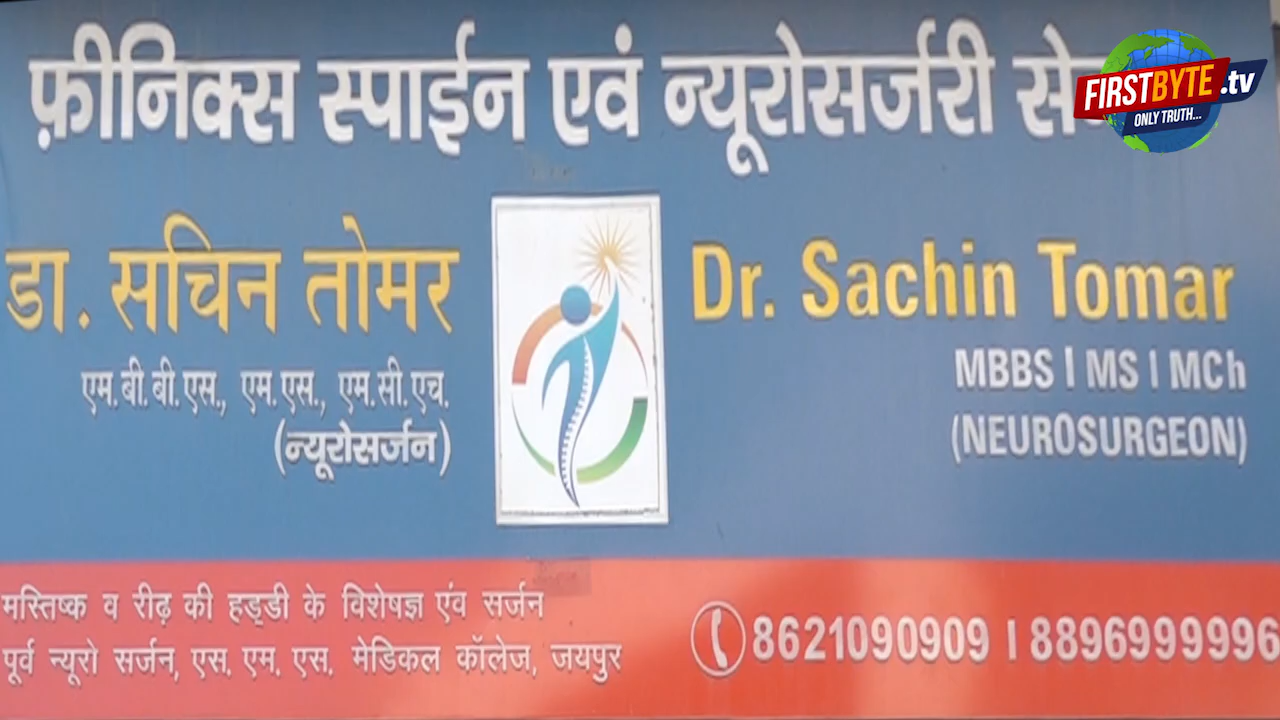 फ़ीनिक्स स्पाईन एवं न्यूरोसर्जरी
FIRSTBYTE.tv
ONLY TRUTH...
डा. सचिन तोमर
एम.बी.बी.एस., एम.एस., एम.सी.एच.
(न्यूरोसर्जन)
Dr. Sachin Tomar
MBBS | MS | MCh
(NEUROSURGEON)
मस्तिष्क व रीढ़ की हड्डी के विशेषज्ञ एंव सर्जन
पूर्व न्यूरो सर्जन, एस. एम. एस. मेडिकल कॉलेज, जयपुर
8621090909 | 8896999996